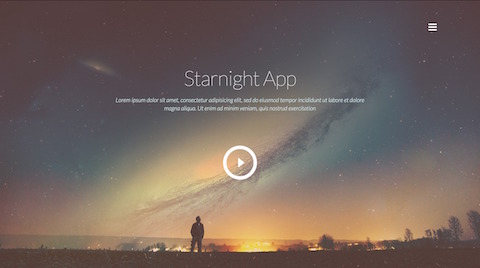 Starnight App
Lorem ipsum dolor sit amet, consectetur adipisicing elit, sed do eiusmod tempor incididunt ut labore et dolore
magna aliqua. Ut enim ad minim veniam, quis nostrud exercitation